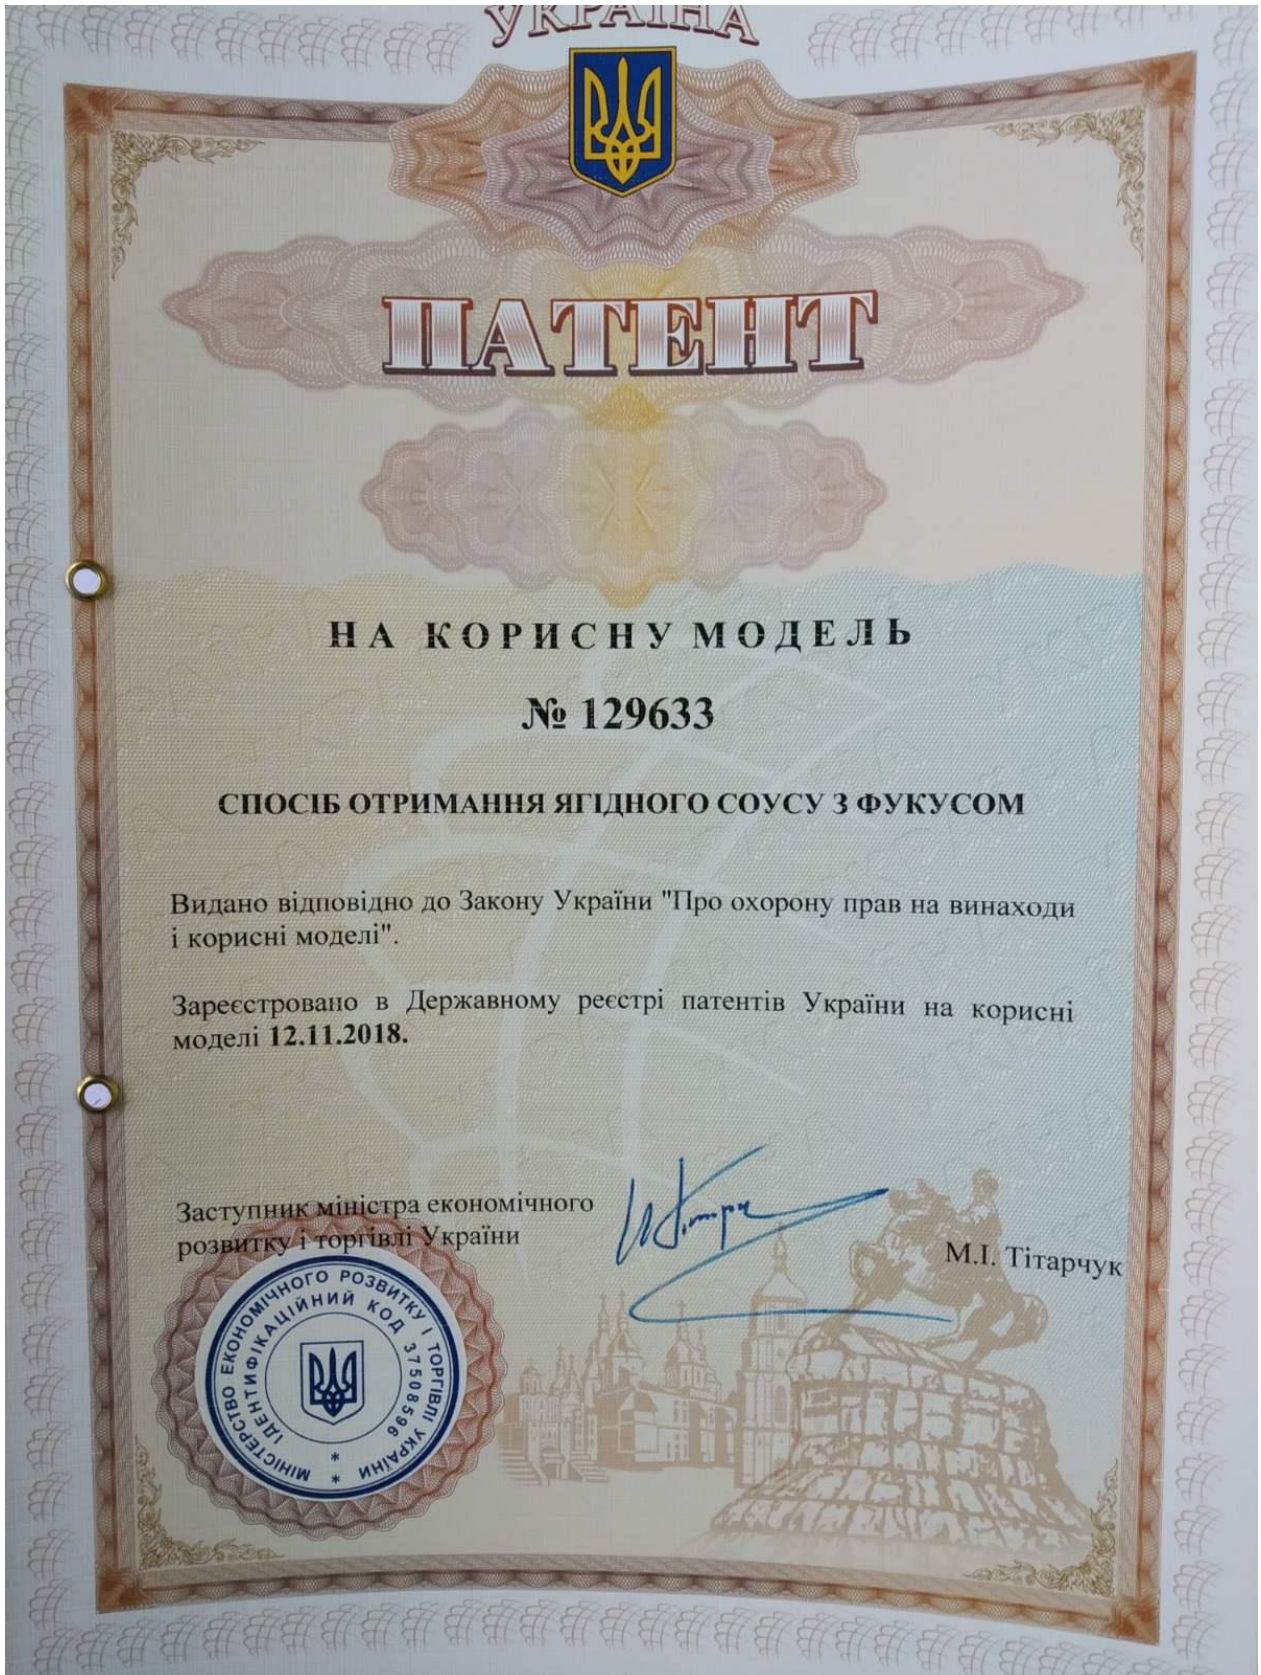 УКРАЇНА
ПАТЕНТ
НА КОРИСНУ МОДЕЛЬ
№ 129633
СПОСІБ ОТРИМАННЯ ЯГІДНОГО СОУСУ З ФУКУСОМ
Видано відповідно до Закону України "Про охорону прав на винаходи
і корисні моделі".
Зареєстровано в Державному реєстрі патентів України на корисні
моделі 12.11.2018.
Заступник міністра економічного
розвитку і торгівлі України
М.І. Тітарчук
МІНІСТЕРСТВО ЕКОНОМІЧНОГО РОЗВИТКУ І ТОРГІВЛІ УКРАЇНИ *
ІДЕНТИФІКАЦІЙНИЙ КОД 37508596 *